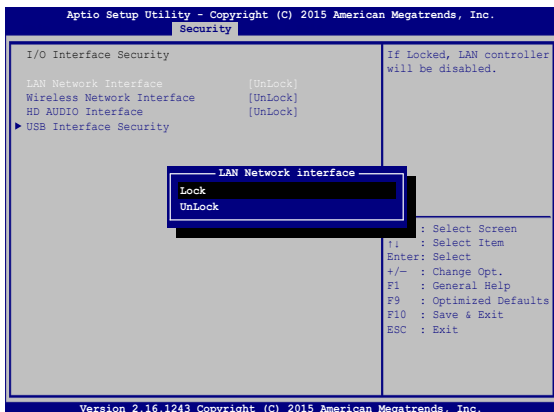 Aptio Setup Utility - Copyright (C) 2015 American Megatrends, Inc.
Security
I/O Interface Security
LAN Network Interface [UnLock]
Wireless Network Interface [UnLock]
HD AUDIO Interface [UnLock]
USB Interface Security
If Locked, LAN controller
will be disabled.
LAN Network interface
Lock
UnLock
: Select Screen
↑↓ : Select Item
Enter: Select
+/— : Change Opt.
F1 : General Help
F9 : Optimized Defaults
F10 : Save & Exit
ESC : Exit
Version 2.16.1243 Copyright (C) 2015 American Megatrends, Inc.